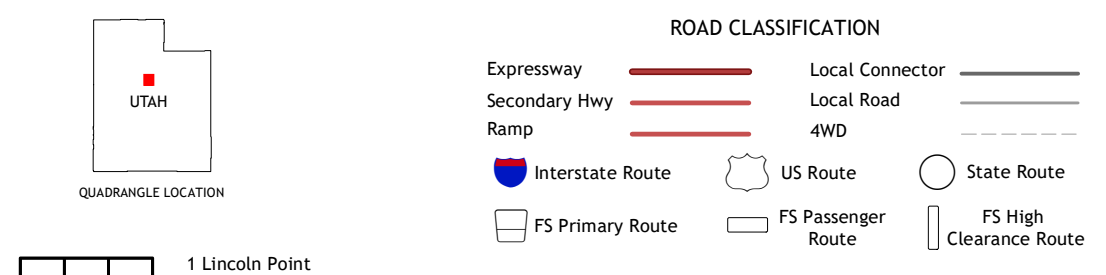 UTAH
QUADRANGLE LOCATION
ROAD CLASSIFICATION
Expressway
Local Connector
Secondary Hwy
Local Road
Ramp
4WD
Interstate Route
US Route
State Route
FS Primary Route
FS Passenger
Route
FS High
Clearance Route
1 Lincoln Point